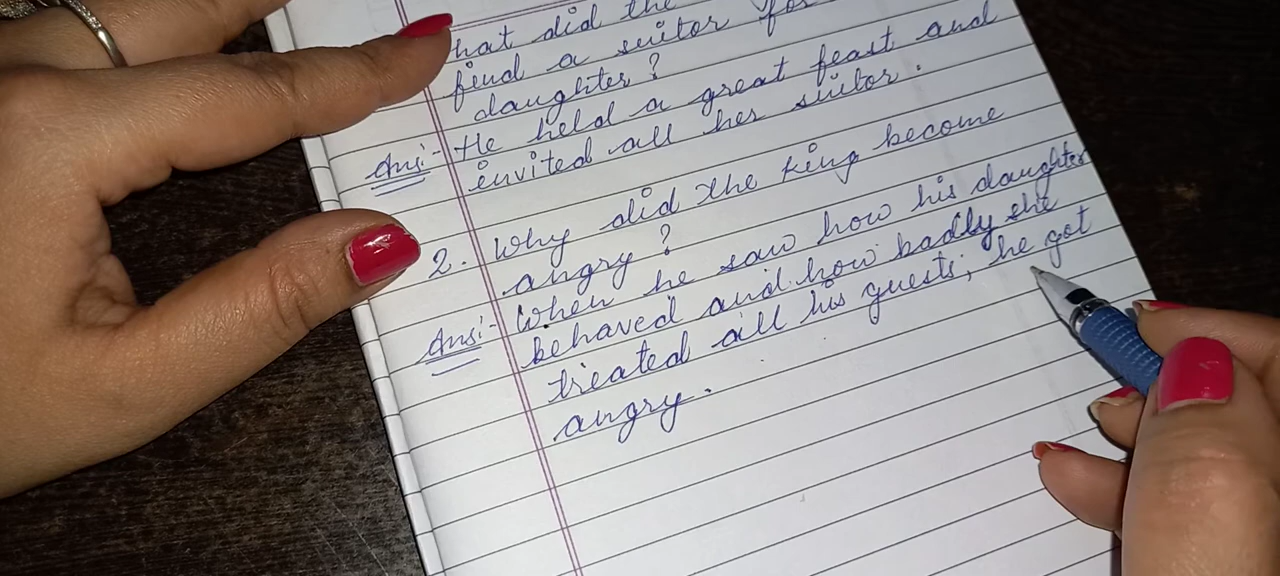 hat did the
find a suitor for
daughter?
Ans:- He held a great feast and
invited all her suitor.
2. Why did the king become
angry?
Ans:- When he saw how his daughter
behaved and how badly she
treated all his guests, he got
angry.